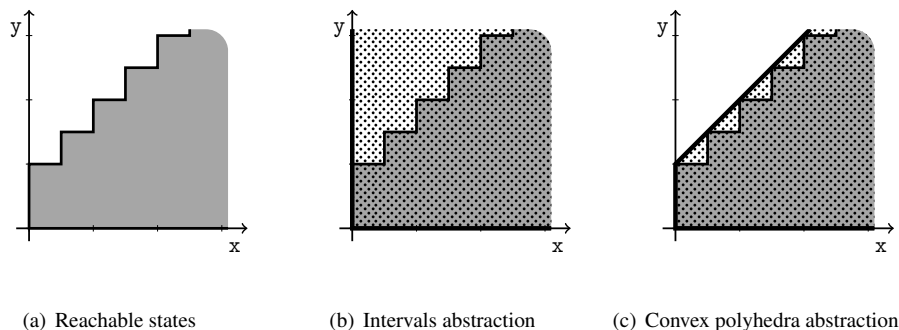 y
x
y
x
y
x
(a) Reachable states
(b) Intervals abstraction
(c) Convex polyhedra abstraction